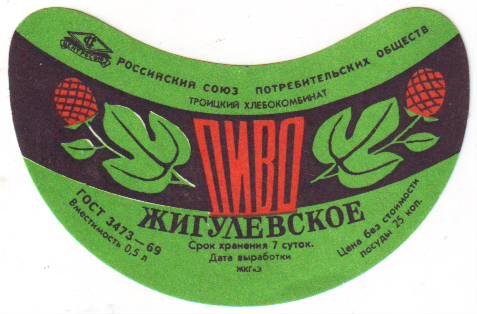 РОССИЙСКИЙ СОЮЗ ПОТРЕБИТЕЛЬСКИХ ОБЩЕСТВ
ТРОИЦКИЙ ХЛЕБОКОМБИНАТ
ПИВО
ЖИГУЛЕВСКОЕ
ГОСТ 3473—69
Вместимость 0,5 л
Срок хранения 7 суток.
Дата выработки
Цена без стоимости
посуды 25 коп.